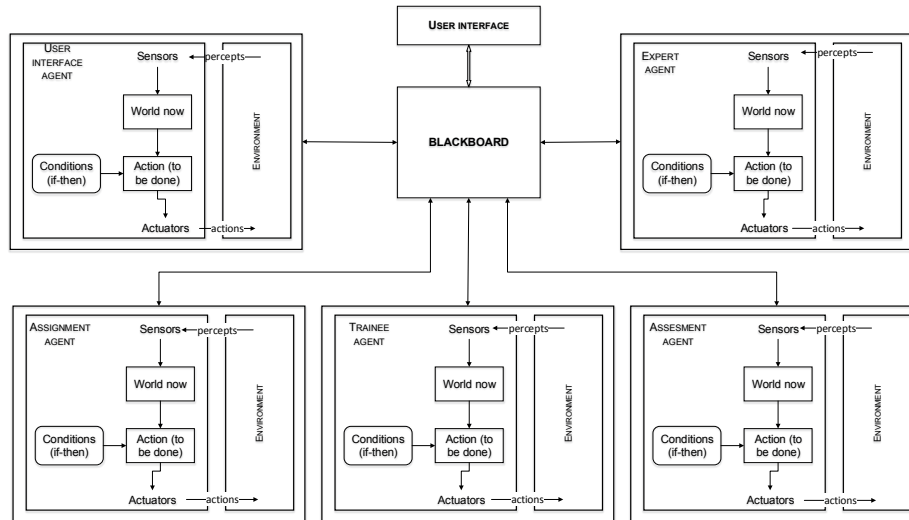 USER INTERFACE
BLACKBOARD
USER
INTERFACE
AGENT
Sensors
percepts
World now
Conditions
(if-then)
Action (to
be done)
Actuators
actions
ENVIRONMENT
EXPERT
AGENT
Sensors
percepts
World now
Conditions
(if-then)
Action (to
be done)
Actuators
actions
ENVIRONMENT
ASSIGNMENT
AGENT
Sensors
percepts
World now
Conditions
(if-then)
Action (to
be done)
Actuators
actions
ENVIRONMENT
TRAINEE
AGENT
Sensors
percepts
World now
Conditions
(if-then)
Action (to
be done)
Actuators
actions
ENVIRONMENT
ASSESMENT
AGENT
Sensors
percepts
World now
Conditions
(if-then)
Action (to
be done)
Actuators
actions
ENVIRONMENT